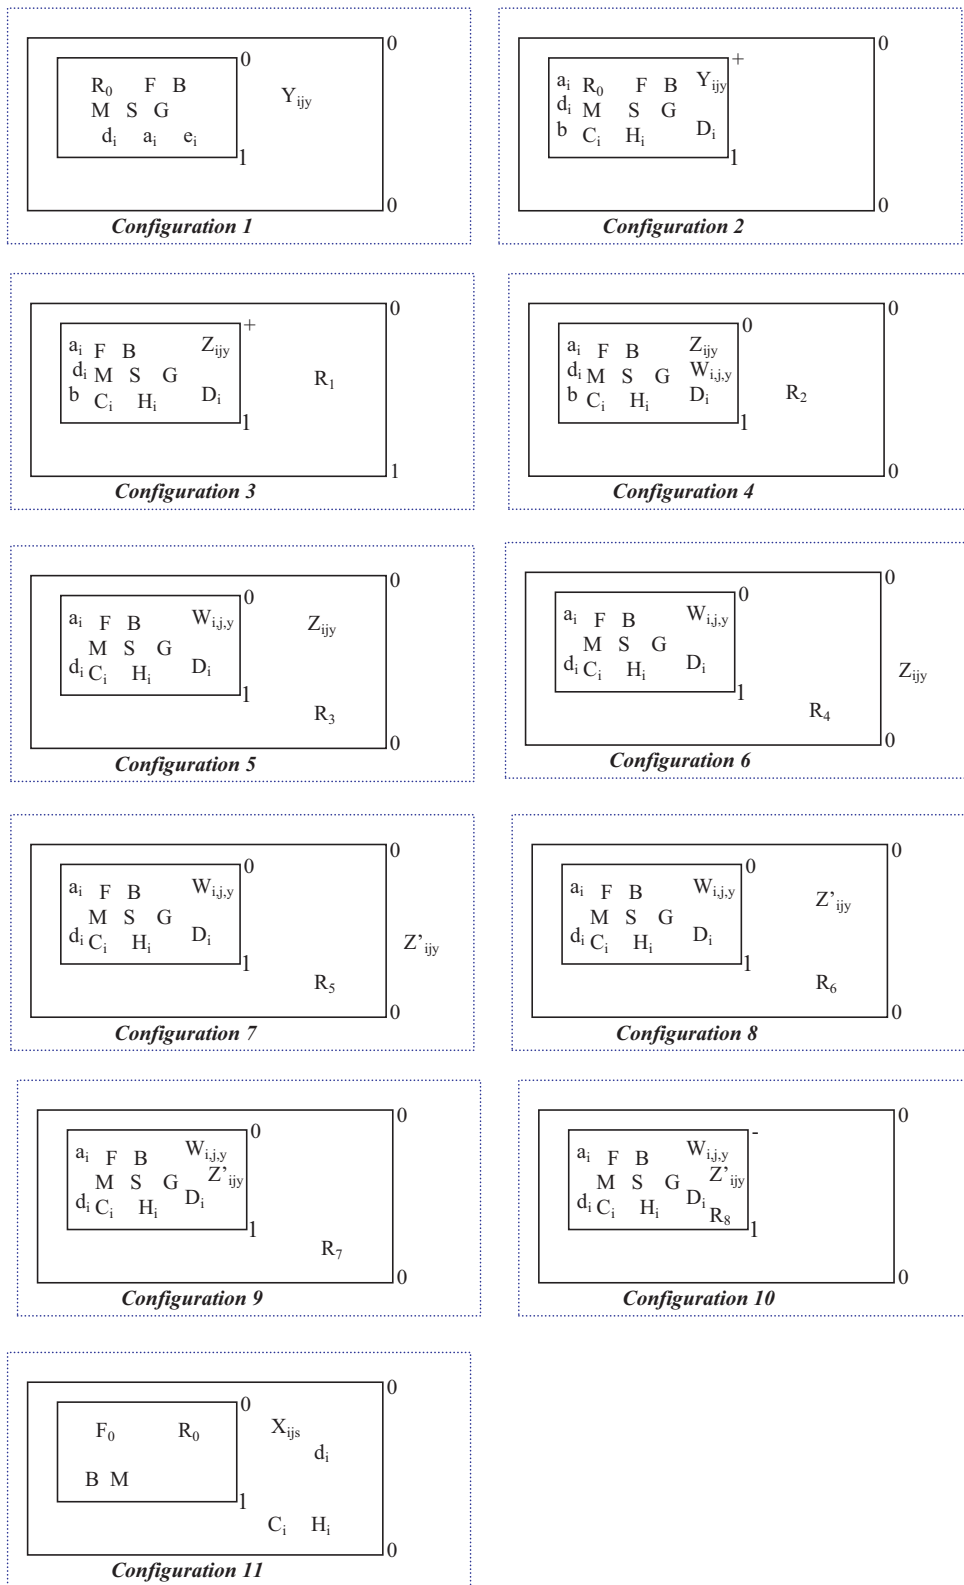 0
0
R0 F B
Yijy
M S G
di ai ei
1
0
Configuration 1
0
+
ai R0 F B Yijy
di M S G
b Ci Hi Di
1
0
Configuration 2
0
+
ai F B Zijy
di M S G
R1
b Ci Hi Di
1
1
Configuration 3
0
0
ai F B Zijy
di M S G Wi,j,y
b Ci Hi Di
R2
1
0
Configuration 4
0
0
ai F B Wi,j,y
Zijy
M S G
di Ci Hi Di
1
R3
0
Configuration 5
0
0
ai F B Wi,j,y
M S G
di Ci Hi Di
Zijy
1
R4
0
Configuration 6
0
0
ai F B Wi,j,y
M S G
di Ci Hi Di
Z’ijy
1
R5
0
Configuration 7
0
0
ai F B Wi,j,y
Z’ijy
M S G
di Ci Hi Di
1
R6
0
Configuration 8
0
0
ai F B Wi,j,y
M S G Z’ijy
di Ci Hi Di
1
R7
0
Configuration 9
0
-
ai F B Wi,j,y
M S G Z’ijy
di Ci Hi Di
R8
1
0
Configuration 10
0
0
F0 R0
Xijs
di
B M
1
Ci Hi
0
Configuration 11